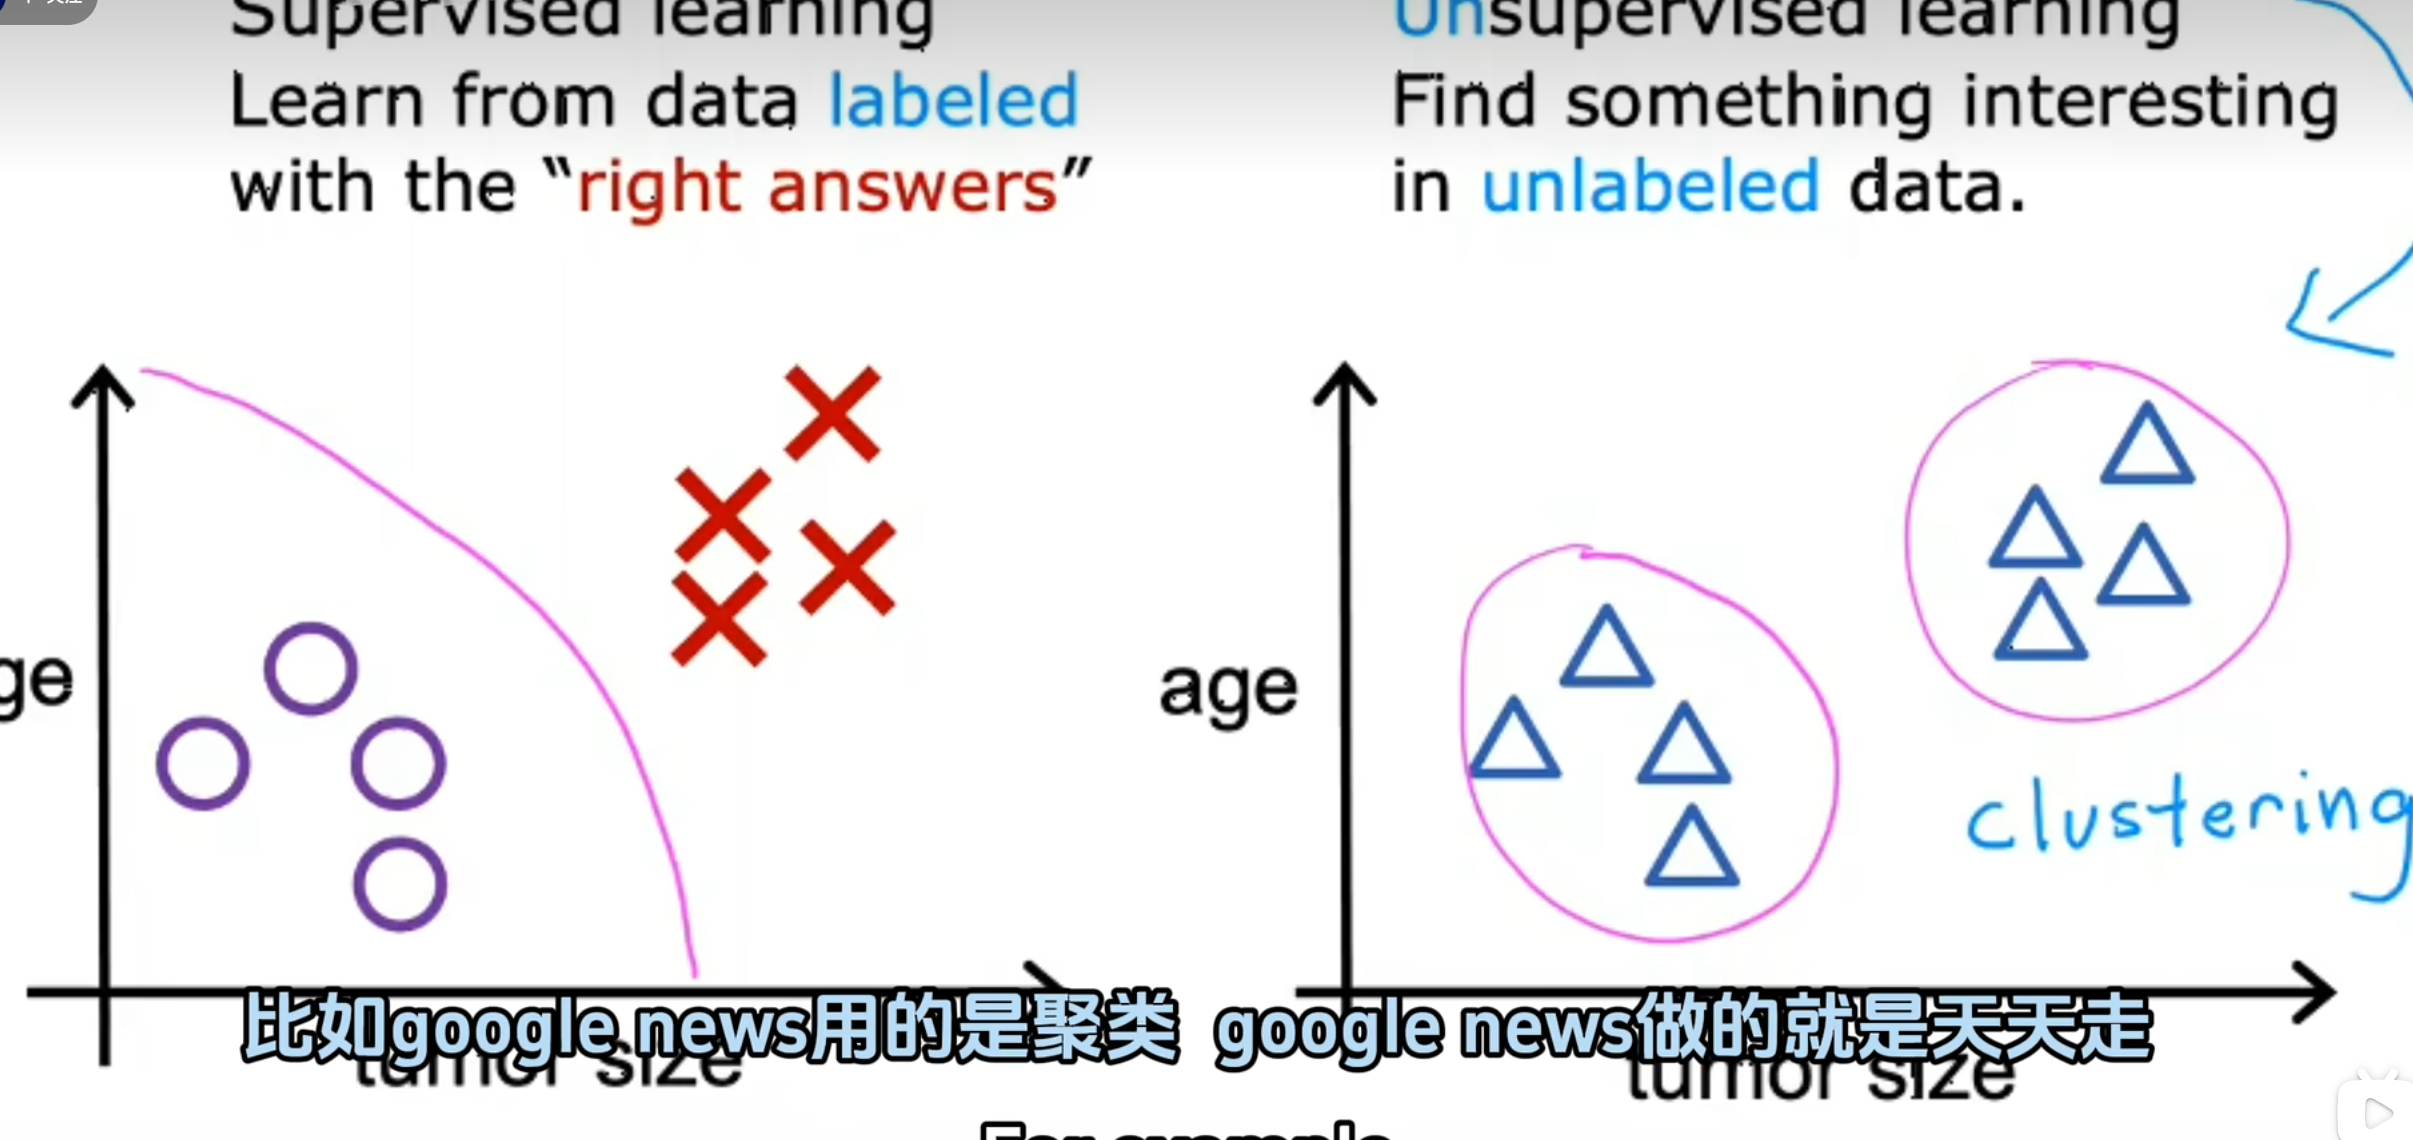 Supervised learning
Learn from data labeled
with the “right answers”
Unsupervised learning
Find something interesting
in unlabeled data.
age
clustering
比如google news用的是聚类 google news做的就是天天走
tumor size
tumor size
For example